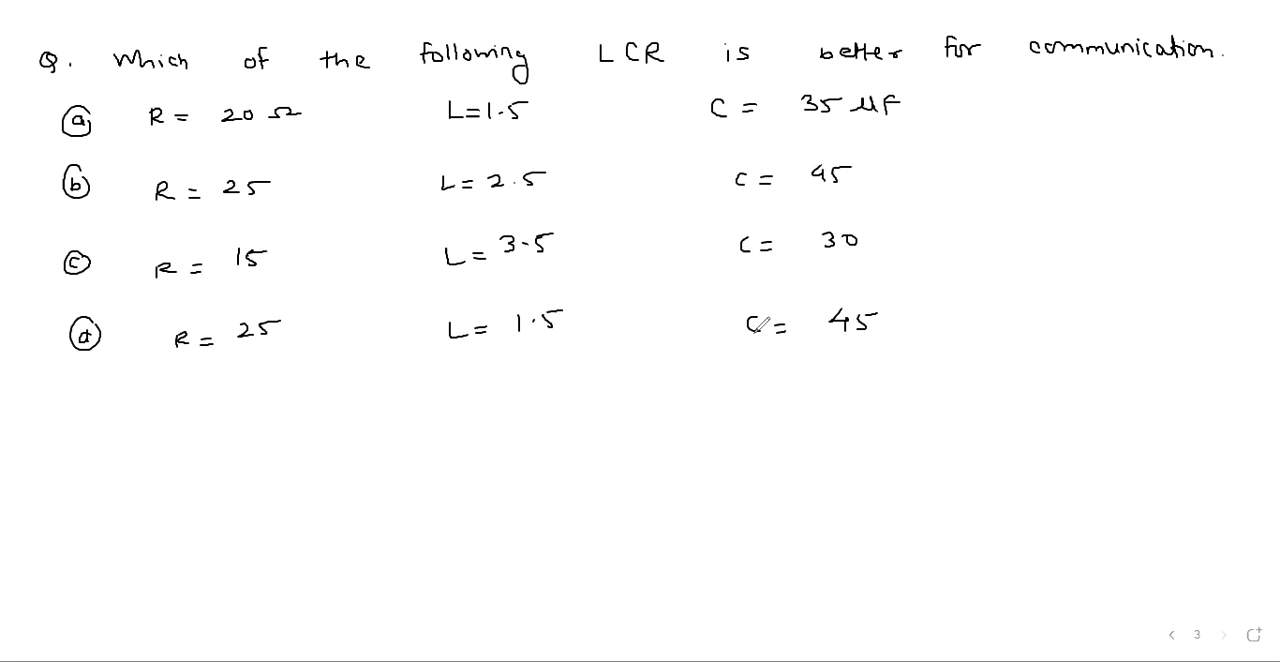 Q. Which of the following LCR is better for communication.
(a) R = 20 Ω L=1.5 C = 35 μF
(b) R = 25 L= 2.5 C = 45
(c) R = 15 L= 3.5 C= 30
(d) R = 25 L= 1.5 C= 45
< 3 >